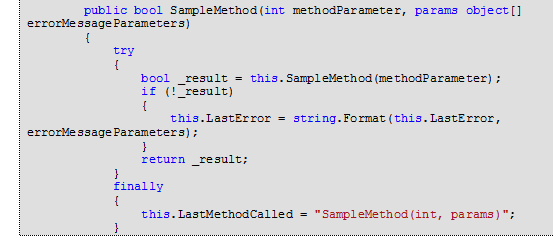 public bool SampleMethod(int methodParameter, params object[]
errorMessageParameters)
{
try
{
bool _result = this.SampleMethod(methodParameter);
if (!_result)
{
this.LastError = string.Format(this.LastError,
errorMessageParameters);
}
return _result;
}
finally
{
this.LastMethodCalled = "SampleMethod(int, params)";
}